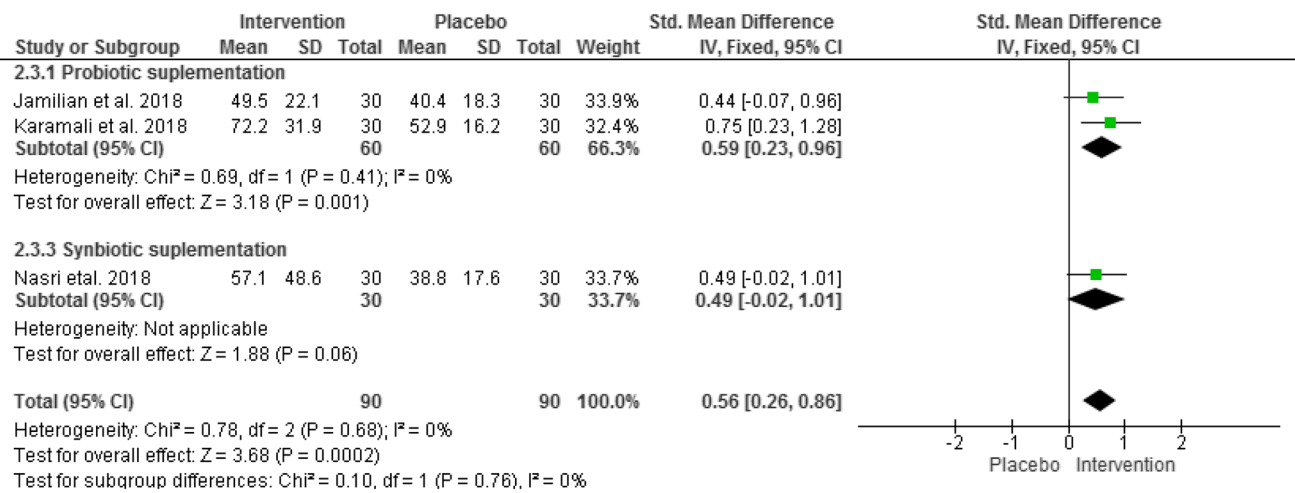 Intervention Placebo Std. Mean Difference Std. Mean Difference
Study or Subgroup Mean SD Total Mean SD Total Weight IV, Fixed, 95% CI IV, Fixed, 95% CI
2.3.1 Probiotic suplementation
Jamilian et al. 2018 49.5 22.1 30 40.4 18.3 30 33.9% 0.44 [-0.07, 0.96]
Karamali et al. 2018 72.2 31.9 30 52.9 16.2 30 32.4% 0.75 [0.23, 1.28]
Subtotal (95% CI) 60 60 66.3% 0.59 [0.23, 0.96]
Heterogeneity: Chi² = 0.69, df = 1 (P = 0.41); I² = 0%
Test for overall effect: Z = 3.18 (P = 0.001)
2.3.3 Synbiotic suplementation
Nasri etal. 2018 57.1 48.6 30 38.8 17.6 30 33.7% 0.49 [-0.02, 1.01]
Subtotal (95% CI) 30 30 33.7% 0.49 [-0.02, 1.01]
Heterogeneity: Not applicable
Test for overall effect: Z = 1.88 (P = 0.06)
Total (95% CI) 90 90 100.0% 0.56 [0.26, 0.86]
Heterogeneity: Chi² = 0.78, df = 2 (P = 0.68); I² = 0%
Test for overall effect: Z = 3.68 (P = 0.0002)
Test for subgroup differences: Chi² = 0.10, df = 1 (P = 0.76), I² = 0%
-2 -1 0 1 2
Placebo Intervention